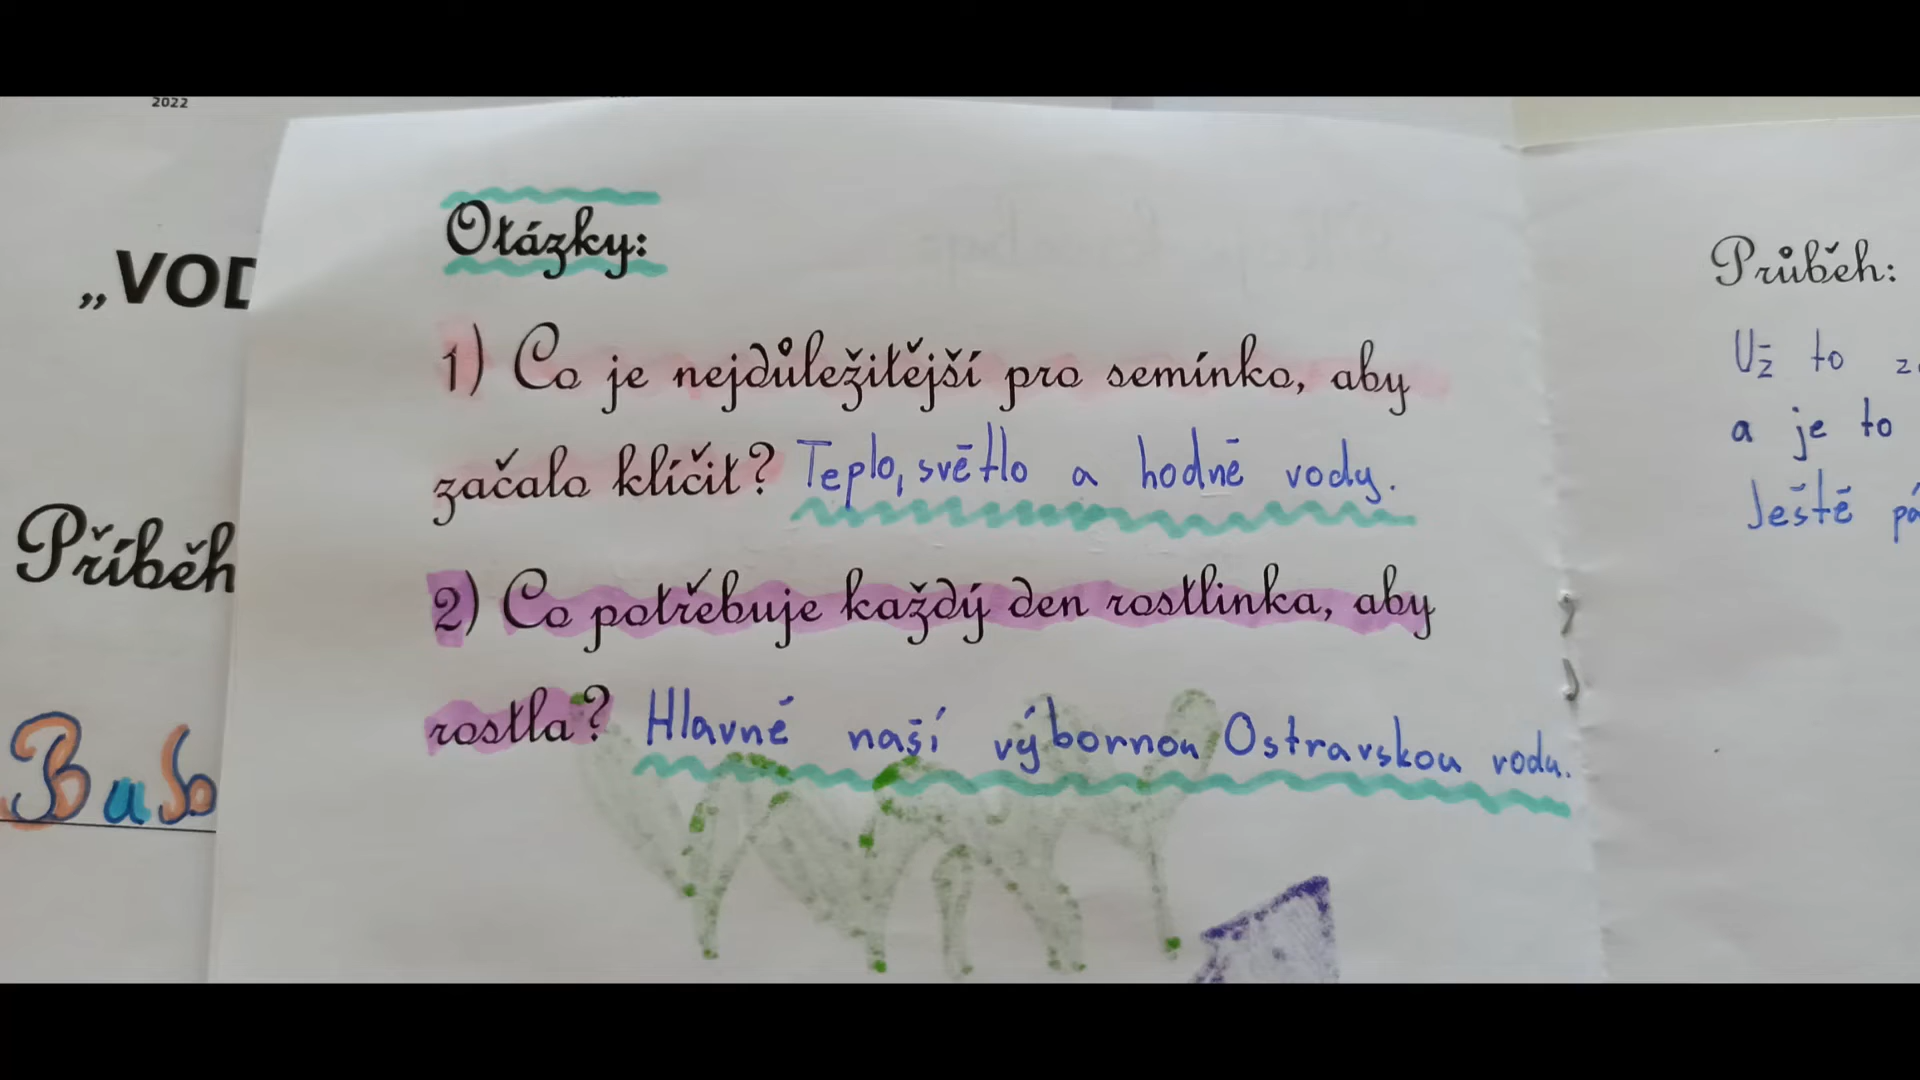 2022
„VOD
Příběh
Otázky:
1) Co je nejdůležitější pro semínko, aby
začalo klíčit? Teplo, světlo a hodně vody.
2) Co potřebuje každý den rostlinka, aby
rostla? Hlavně naší výbornou Ostravskou vodu.
Průběh:
Už to
a je to
Ještě